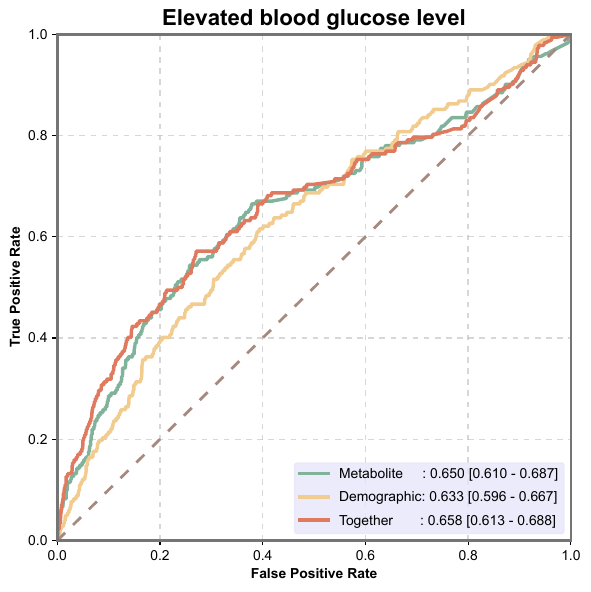 Elevated blood glucose level
1.0
0.8
0.6
0.4
0.2
0.0
True Positive Rate
Metabolite : 0.650 [0.610 - 0.687]
Demographic: 0.633 [0.596 - 0.667]
Together : 0.658 [0.613 - 0.688]
0.0 0.2 0.4 0.6 0.8 1.0
False Positive Rate